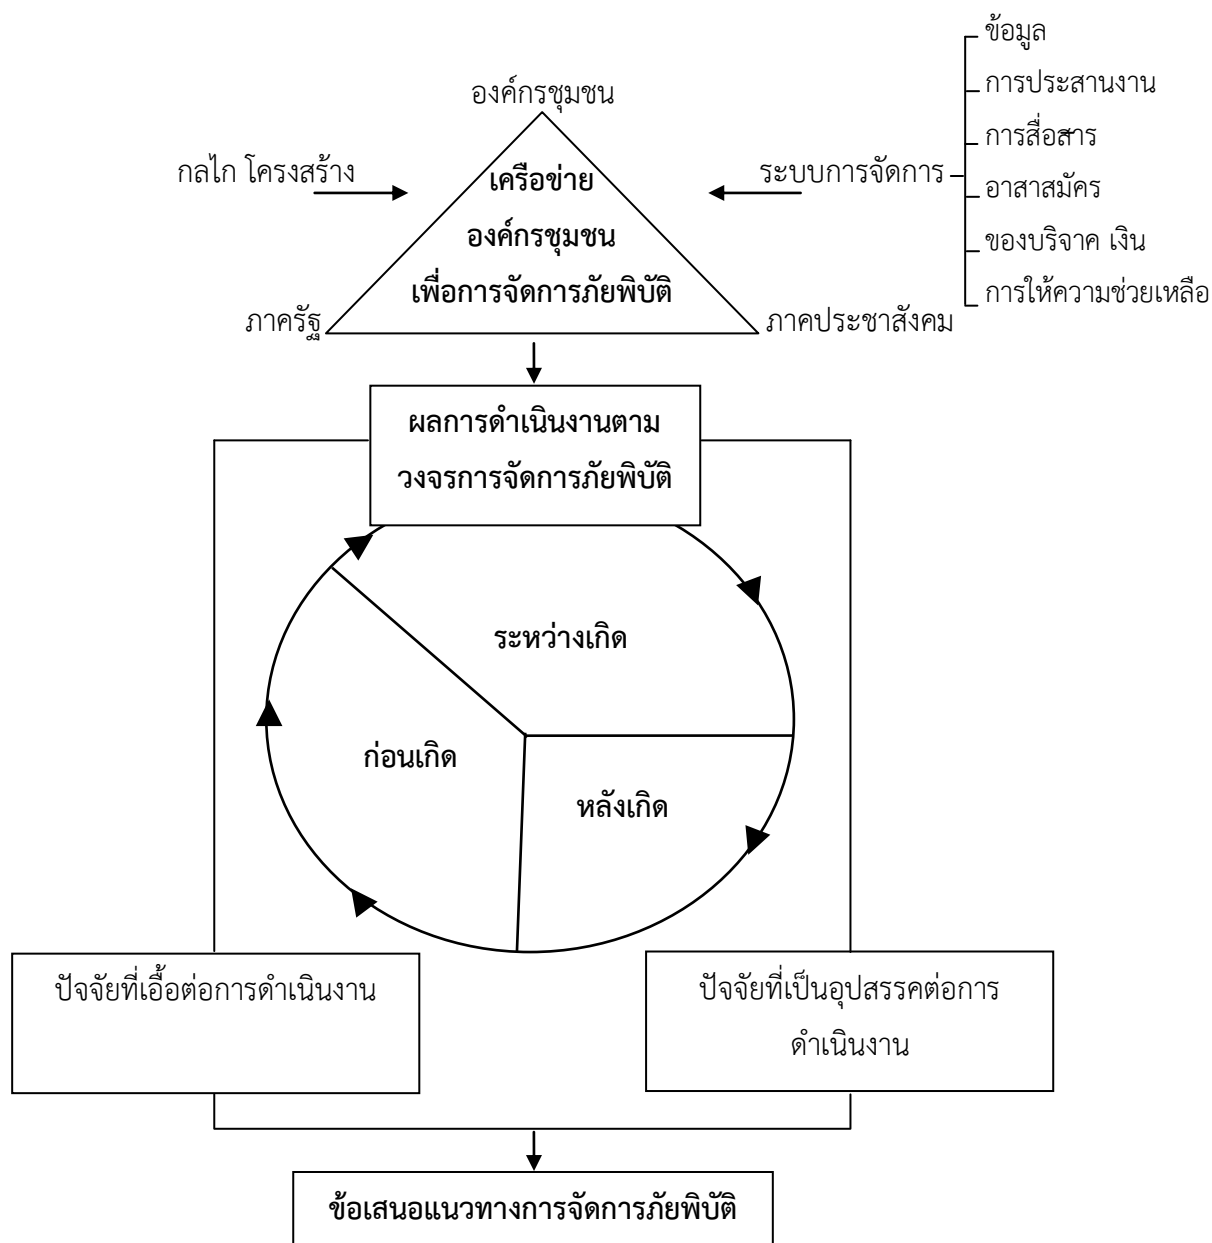 ข้อมูล
การประสานงาน
องค์กรชุมชน
การสื่อสาร
กลไก โครงสร้าง
เครือข่าย
องค์กรชุมชน
เพื่อการจัดการภัยพิบัติ
ระบบการจัดการ
อาสาสมัคร
ของบริจาค เงิน
การให้ความช่วยเหลือ
ภาครัฐ
ภาคประชาสังคม
ผลการดำเนินงานตาม
วงจรการจัดการภัยพิบัติ
ระหว่างเกิด
ก่อนเกิด
หลังเกิด
ปัจจัยที่เอื้อต่อการดำเนินงาน
ปัจจัยที่เป็นอุปสรรคต่อการ
ดำเนินงาน
ข้อเสนอแนวทางการจัดการภัยพิบัติ